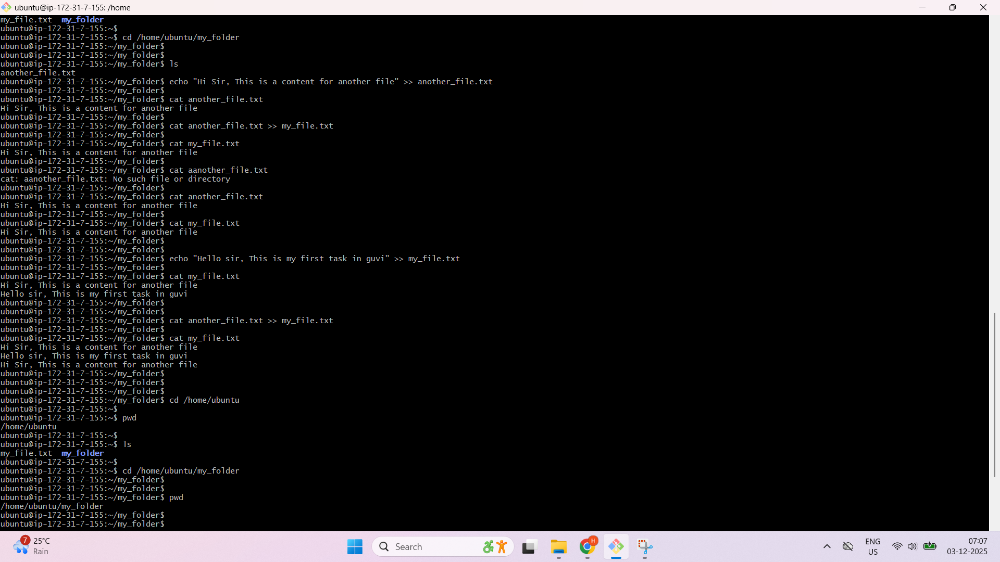 ubuntu@ip-172-31-7-155: /home
my_file.txt  my_folder
ubuntu@ip-172-31-7-155:~$
ubuntu@ip-172-31-7-155:~$ cd /home/ubuntu/my_folder
ubuntu@ip-172-31-7-155:~/my_folder$
ubuntu@ip-172-31-7-155:~/my_folder$
ubuntu@ip-172-31-7-155:~/my_folder$ ls
another_file.txt
ubuntu@ip-172-31-7-155:~/my_folder$ echo "Hi Sir, This is a content for another file" >> another_file.txt
ubuntu@ip-172-31-7-155:~/my_folder$
ubuntu@ip-172-31-7-155:~/my_folder$ cat another_file.txt
Hi Sir, This is a content for another file
ubuntu@ip-172-31-7-155:~/my_folder$
ubuntu@ip-172-31-7-155:~/my_folder$ cat another_file.txt >> my_file.txt
ubuntu@ip-172-31-7-155:~/my_folder$
ubuntu@ip-172-31-7-155:~/my_folder$ cat my_file.txt
Hi Sir, This is a content for another file
ubuntu@ip-172-31-7-155:~/my_folder$
ubuntu@ip-172-31-7-155:~/my_folder$ cat aanother_file.txt
cat: aanother_file.txt: No such file or directory
ubuntu@ip-172-31-7-155:~/my_folder$
ubuntu@ip-172-31-7-155:~/my_folder$ cat another_file.txt
Hi Sir, This is a content for another file
ubuntu@ip-172-31-7-155:~/my_folder$
ubuntu@ip-172-31-7-155:~/my_folder$ cat my_file.txt
Hi Sir, This is a content for another file
ubuntu@ip-172-31-7-155:~/my_folder$
ubuntu@ip-172-31-7-155:~/my_folder$
ubuntu@ip-172-31-7-155:~/my_folder$ echo "Hello sir, This is my first task in guvi" >> my_file.txt
ubuntu@ip-172-31-7-155:~/my_folder$
ubuntu@ip-172-31-7-155:~/my_folder$ cat my_file.txt
Hi Sir, This is a content for another file
Hello sir, This is my first task in guvi
ubuntu@ip-172-31-7-155:~/my_folder$
ubuntu@ip-172-31-7-155:~/my_folder$
ubuntu@ip-172-31-7-155:~/my_folder$ cat another_file.txt >> my_file.txt
ubuntu@ip-172-31-7-155:~/my_folder$
ubuntu@ip-172-31-7-155:~/my_folder$ cat my_file.txt
Hi Sir, This is a content for another file
Hello sir, This is my first task in guvi
Hi Sir, This is a content for another file
ubuntu@ip-172-31-7-155:~/my_folder$
ubuntu@ip-172-31-7-155:~/my_folder$
ubuntu@ip-172-31-7-155:~/my_folder$
ubuntu@ip-172-31-7-155:~/my_folder$ cd /home/ubuntu
ubuntu@ip-172-31-7-155:~$
ubuntu@ip-172-31-7-155:~$ pwd
/home/ubuntu
ubuntu@ip-172-31-7-155:~$
ubuntu@ip-172-31-7-155:~$ ls
my_file.txt  my_folder
ubuntu@ip-172-31-7-155:~$
ubuntu@ip-172-31-7-155:~$ cd /home/ubuntu/my_folder
ubuntu@ip-172-31-7-155:~/my_folder$
ubuntu@ip-172-31-7-155:~/my_folder$
ubuntu@ip-172-31-7-155:~/my_folder$ pwd
/home/ubuntu/my_folder
ubuntu@ip-172-31-7-155:~/my_folder$
ubuntu@ip-172-31-7-155:~/my_folder$
7
25°C
Rain
Search
H
ENG
US
07:07
03-12-2025